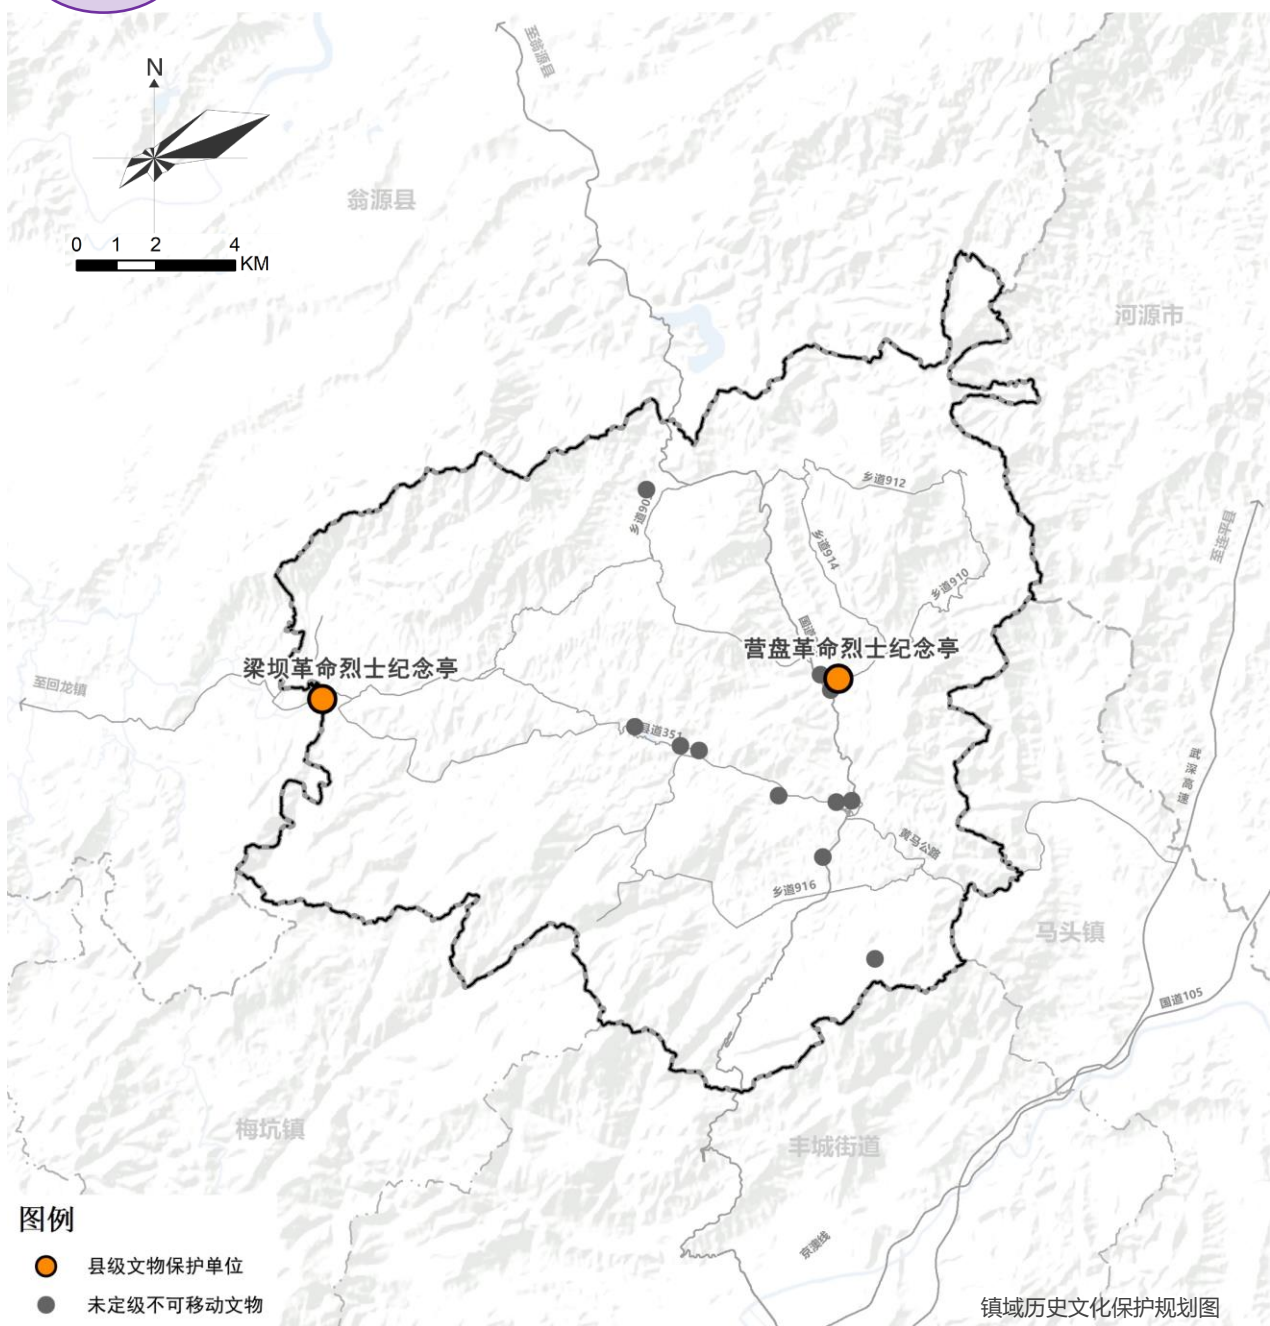 至翁源县
N
翁源县
0 1 2 4
KM
河源市
乡道912
乡道90
乡道914
至连平县
乡道910
国道
营盘革命烈士纪念亭
梁坝革命烈士纪念亭
至回龙镇
县道351
武深高速
黄马公路
乡道916
马头镇
国道105
梅坑镇
丰城街道
京澳线
图例
县级文物保护单位
未定级不可移动文物
镇域历史文化保护规划图